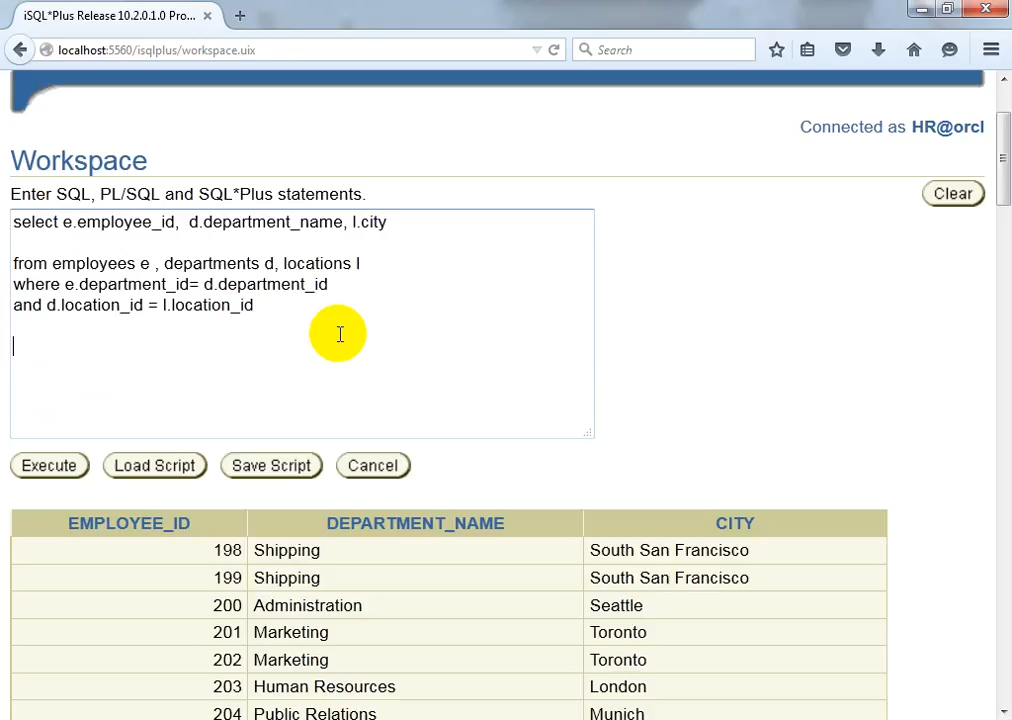 iSQL*Plus Release 10.2.0.1.0 Pro...
localhost:5560/isqlplus/workspace.uix
Search
Connected as HR@orcl
Workspace
Enter SQL, PL/SQL and SQL*Plus statements.
Clear
select e.employee_id,  d.department_name, l.city
from employees e , departments d, locations l
where e.department_id= d.department_id
and d.location_id = l.location_id
Execute Load Script Save Script Cancel
EMPLOYEE_ID DEPARTMENT_NAME CITY
198 Shipping South San Francisco
199 Shipping South San Francisco
200 Administration Seattle
201 Marketing Toronto
202 Marketing Toronto
203 Human Resources London
204 Public Relations Munich